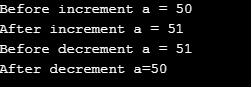 Before increment a = 50
After increment a = 51
Before decrement a = 51
After decrement a=50